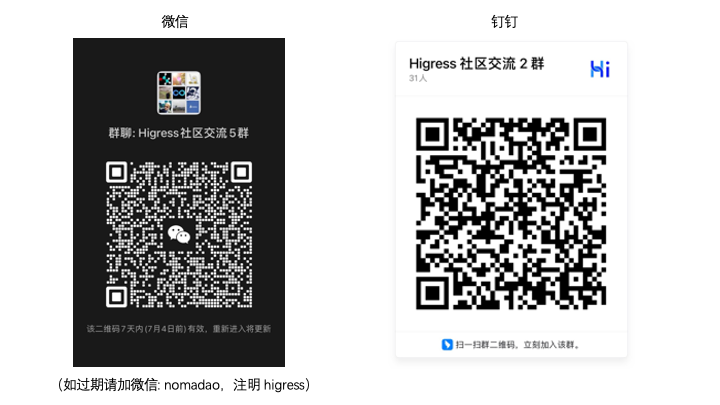 微信
群聊: Higress社区交流5群
该二维码7天内(7月4日前)有效，重新进入将更新
（如过期请加微信: nomadao，注明 higress）
钉钉
Higress 社区交流 2 群
31人
Hi
扫一扫群二维码，立刻加入该群。